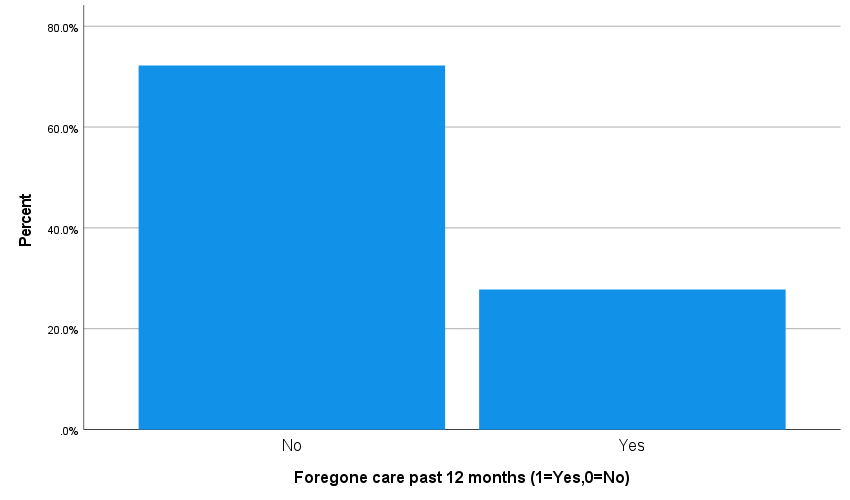 80.0%
60.0%
40.0%
20.0%
.0%
Percent
No
Yes
Foregone care past 12 months (1=Yes,0=No)